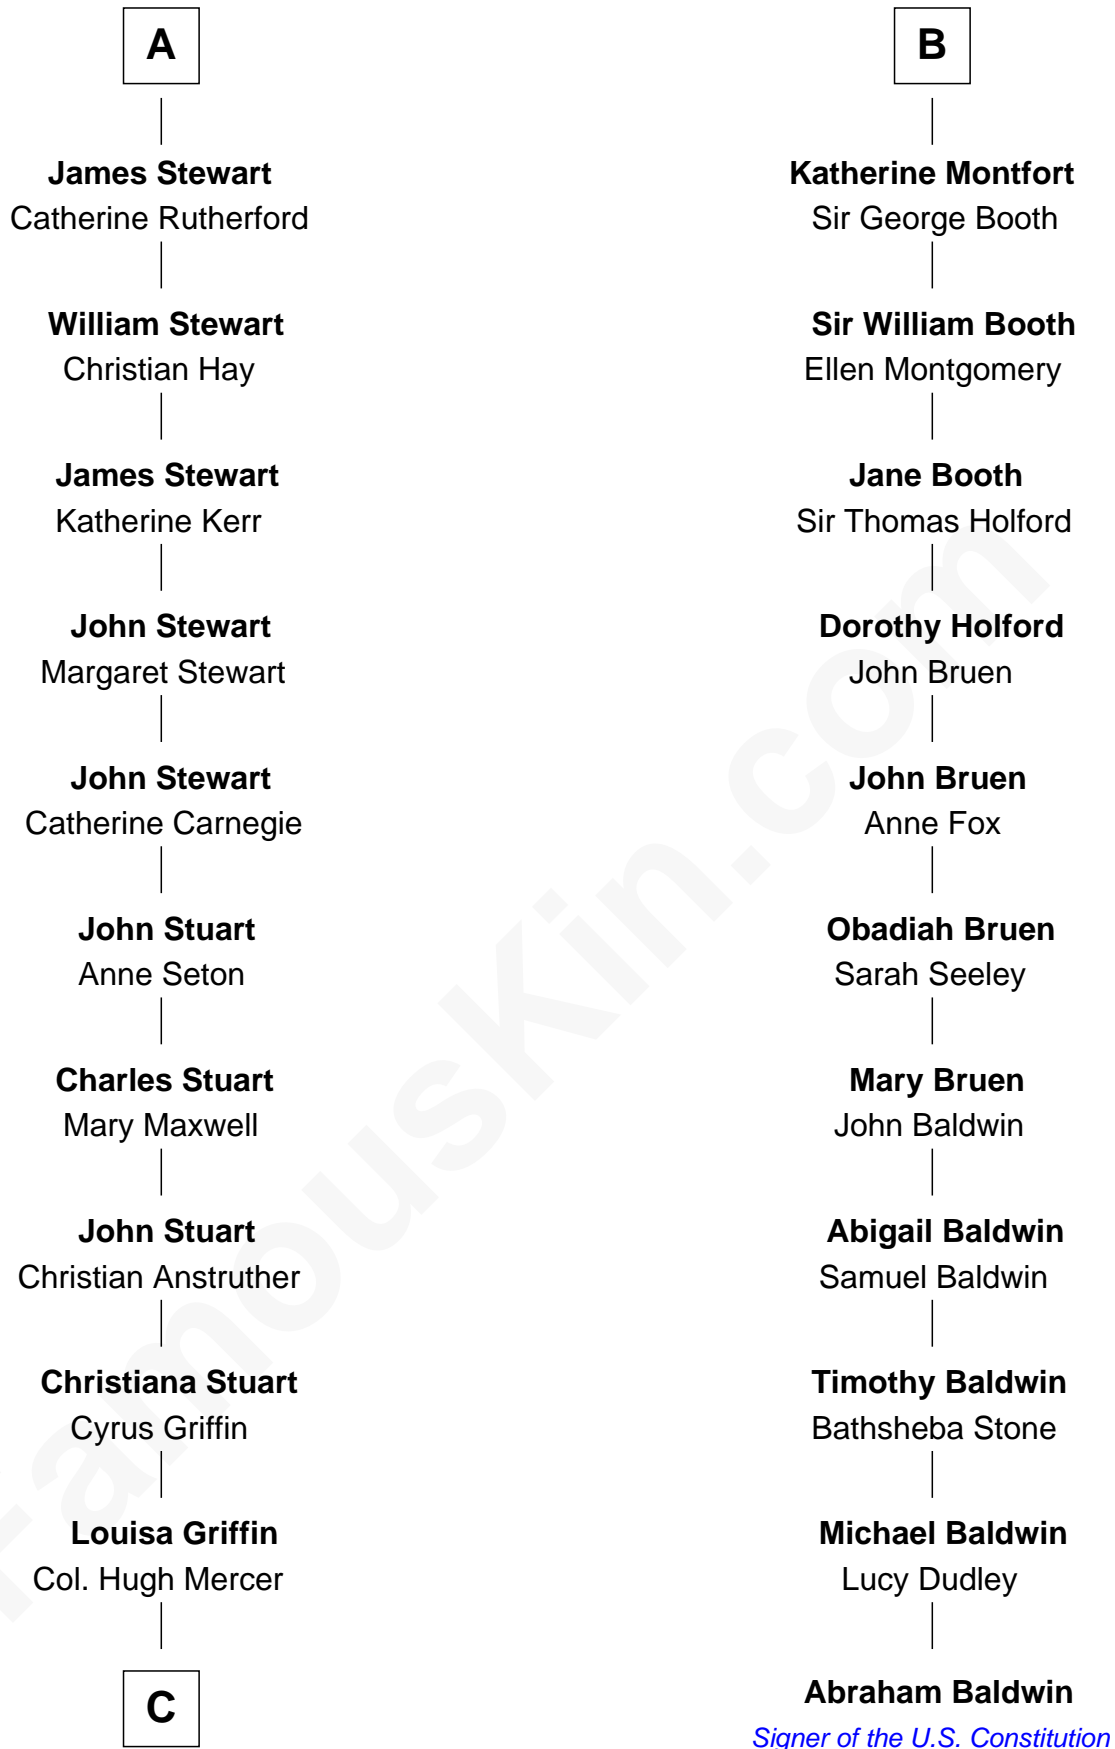 A
James Stewart
Catherine Rutherford
William Stewart
Christian Hay
James Stewart
Katherine Kerr
John Stewart
Margaret Stewart
John Stewart
Catherine Carnegie
John Stuart
Anne Seton
Charles Stuart
Mary Maxwell
John Stuart
Christian Anstruther
Christiana Stuart
Cyrus Griffin
Louisa Griffin
Col. Hugh Mercer
C
B
Katherine Montfort
Sir George Booth
Sir William Booth
Ellen Montgomery
Jane Booth
Sir Thomas Holford
Dorothy Holford
John Bruen
John Bruen
Anne Fox
Obadiah Bruen
Sarah Seeley
Mary Bruen
John Baldwin
Abigail Baldwin
Samuel Baldwin
Timothy Baldwin
Bathsheba Stone
Michael Baldwin
Lucy Dudley
Abraham Baldwin
Signer of the U.S. Constitution
FamousKin.com